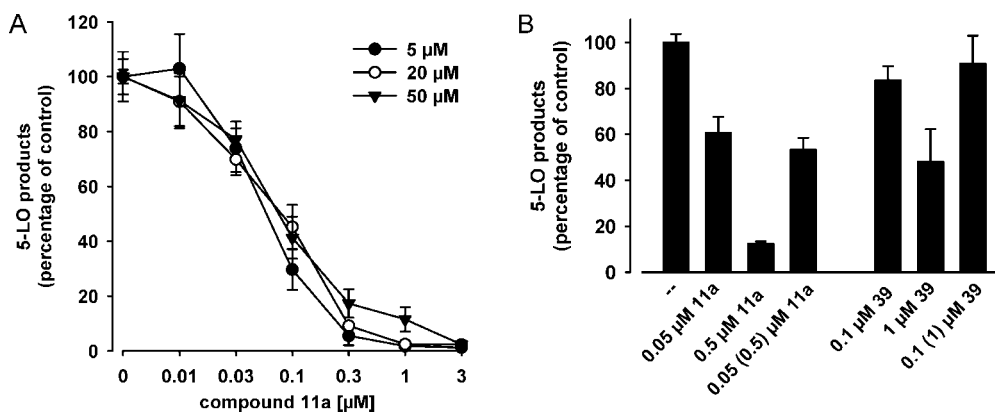 A
5-LO products
(percentage of control)
120
100
80
60
40
20
0
5 µM
20 µM
50 µM
0 0.01 0.03 0.1 0.3 1 3
compound 11a [µM]
B
5-LO products
(percentage of control)
100
80
60
40
20
0
--
0.05 µM 11a
0.5 µM 11a
0.05 (0.5) µM 11a
0.1 µM 39
1 µM 39
0.1 (1) µM 39